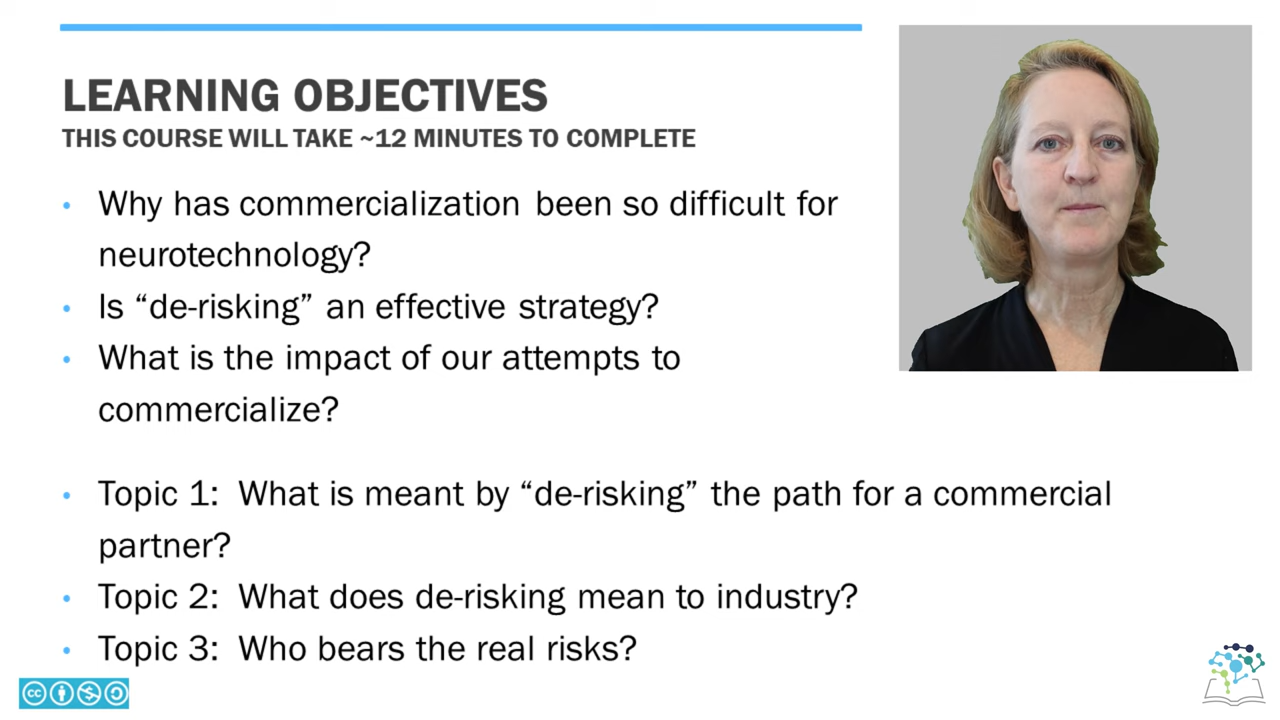 LEARNING OBJECTIVES
THIS COURSE WILL TAKE ~12 MINUTES TO COMPLETE
• Why has commercialization been so difficult for
neurotechnology?
• Is “de-risking” an effective strategy?
• What is the impact of our attempts to
commercialize?
• Topic 1: What is meant by “de-risking” the path for a commercial
partner?
• Topic 2: What does de-risking mean to industry?
• Topic 3: Who bears the real risks?
cc